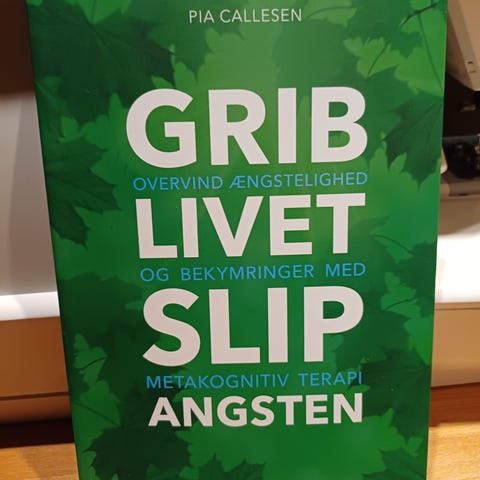 PIA CALLESEN
GRIB
OVERVIND ÆNGSTELIGHED
LIVET
OG BEKYMRINGER MED
SLIP
METAKOGNITIV TERAPI
ANGSTEN